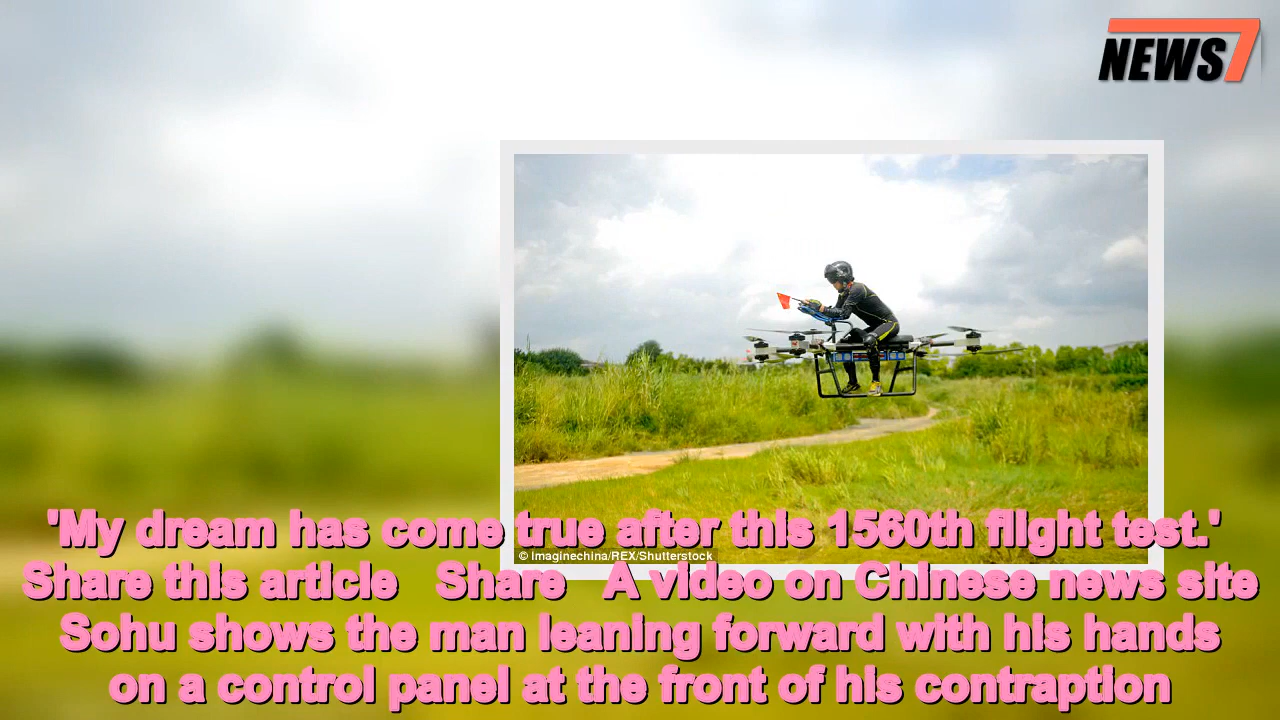 NEWS7
© Imaginechina/REX/Shutterstock
'My dream has come true after this 1560th flight test.'
Share this article   Share   A video on Chinese news site
Sohu shows the man leaning forward with his hands
on a control panel at the front of his contraption